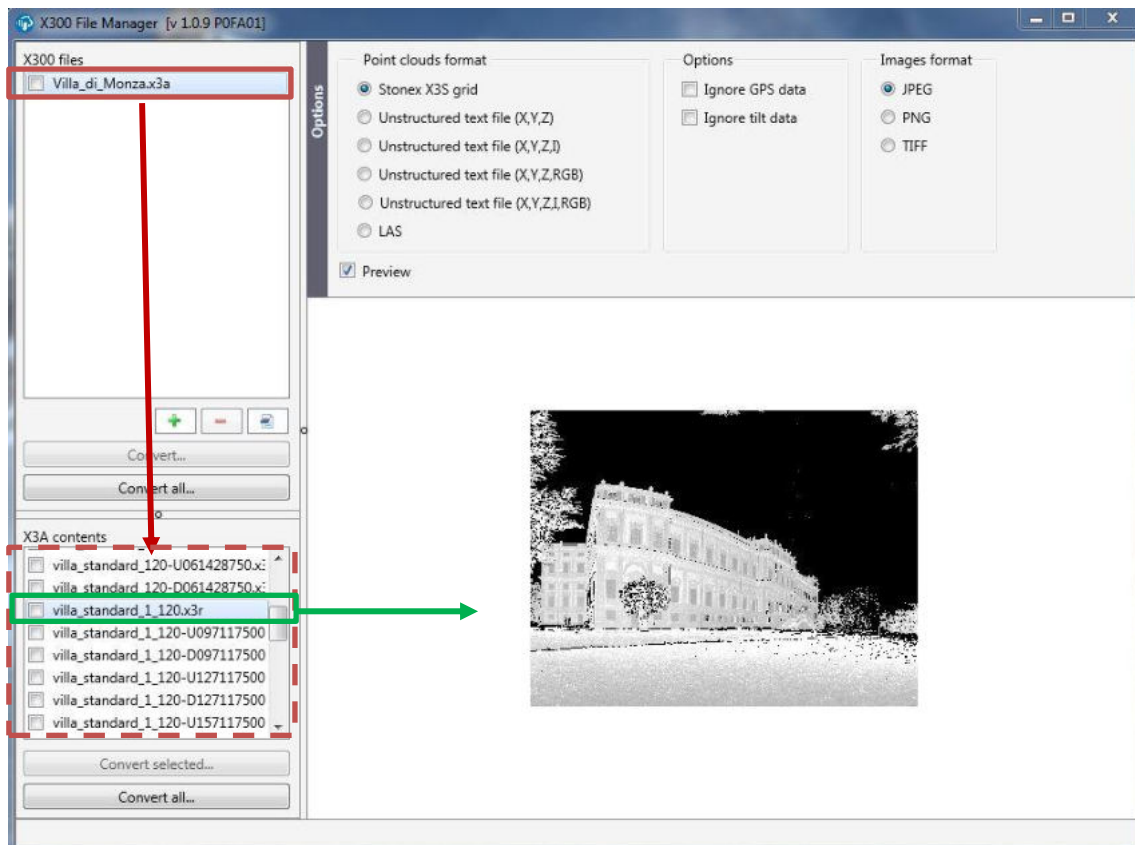 X300 File Manager [v 1.0.9 P0FA01]
X300 files
Villa_di_Monza.x3a
Convert...
Convert all...
X3A contents
villa_standard_120-U061428750.x3
villa_standard_120-D061428750.x3
villa_standard_1_120.x3r
villa_standard_1_120-U097117500
villa_standard_1_120-D097117500
villa_standard_1_120-U127117500
villa_standard_1_120-D127117500
villa_standard_1_120-U157117500
Convert selected...
Convert all...
Options
Point clouds format
Stonex X3S grid
Unstructured text file (X,Y,Z)
Unstructured text file (X,Y,Z,I)
Unstructured text file (X,Y,Z,RGB)
Unstructured text file (X,Y,Z,I,RGB)
LAS
Preview
Options
Ignore GPS data
Ignore tilt data
Images format
JPEG
PNG
TIFF